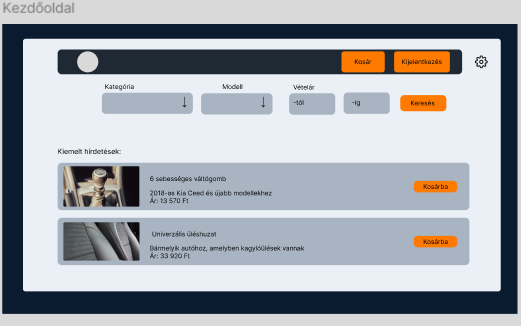 Kezdőoldal
Kosár
Kijelentkezés
Kategória
Modell
Vételár
-tól
-ig
Keresés
Kiemelt hirdetések:
6 sebességes váltógomb
2018-as Kia Ceed és újabb modellekhez
Ár: 13 570 Ft
Kosárba
Univerzális üléshuzat
Bármelyik autóhoz, amelyben kagylóülések vannak
Ár: 33 920 Ft
Kosárba